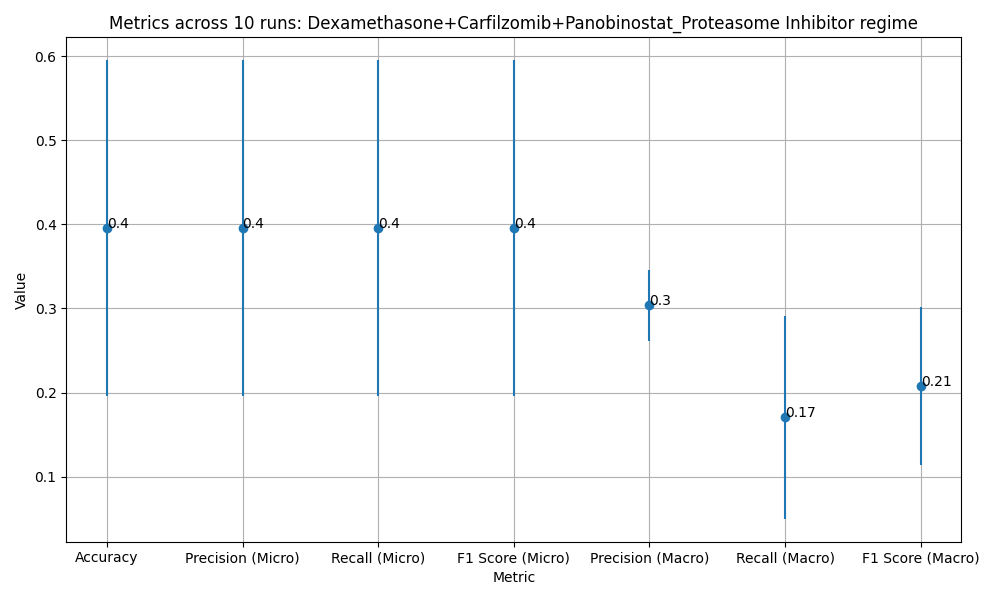 Metrics across 10 runs: Dexamethasone+Carfilzomib+Panobinostat_Proteasome Inhibitor regime
0.6
0.5
0.4
0.3
0.2
0.1
Value
0.4
0.4
0.4
0.4
0.3
0.17
0.21
Accuracy
Precision (Micro)
Recall (Micro)
F1 Score (Micro)
Precision (Macro)
Recall (Macro)
F1 Score (Macro)
Metric